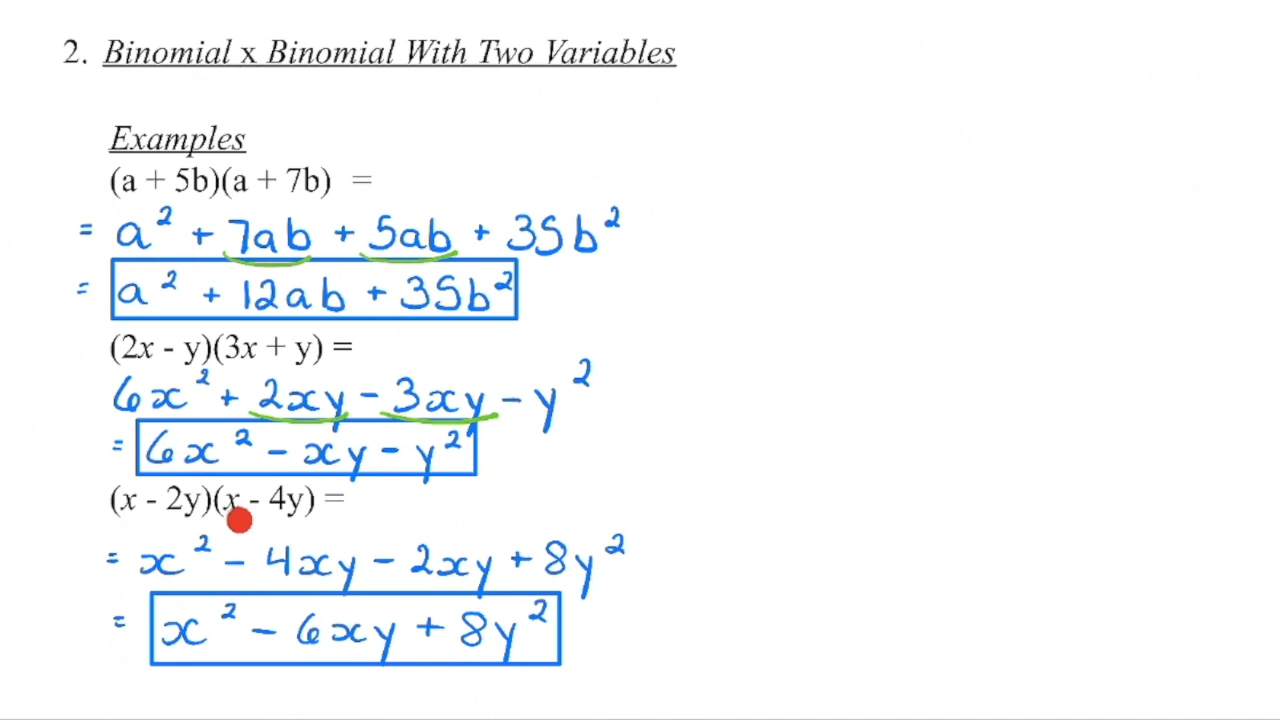 2. Binomial x Binomial With Two Variables
Examples
(a + 5b)(a + 7b) =
= a² + 7ab + 5ab + 35b²
= a² + 12ab + 35b²
(2x - y)(3x + y) =
6x² + 2xy - 3xy - y²
= 6x² - xy - y²
(x - 2y)(x - 4y) =
= x² - 4xy - 2xy + 8y²
= x² - 6xy + 8y²